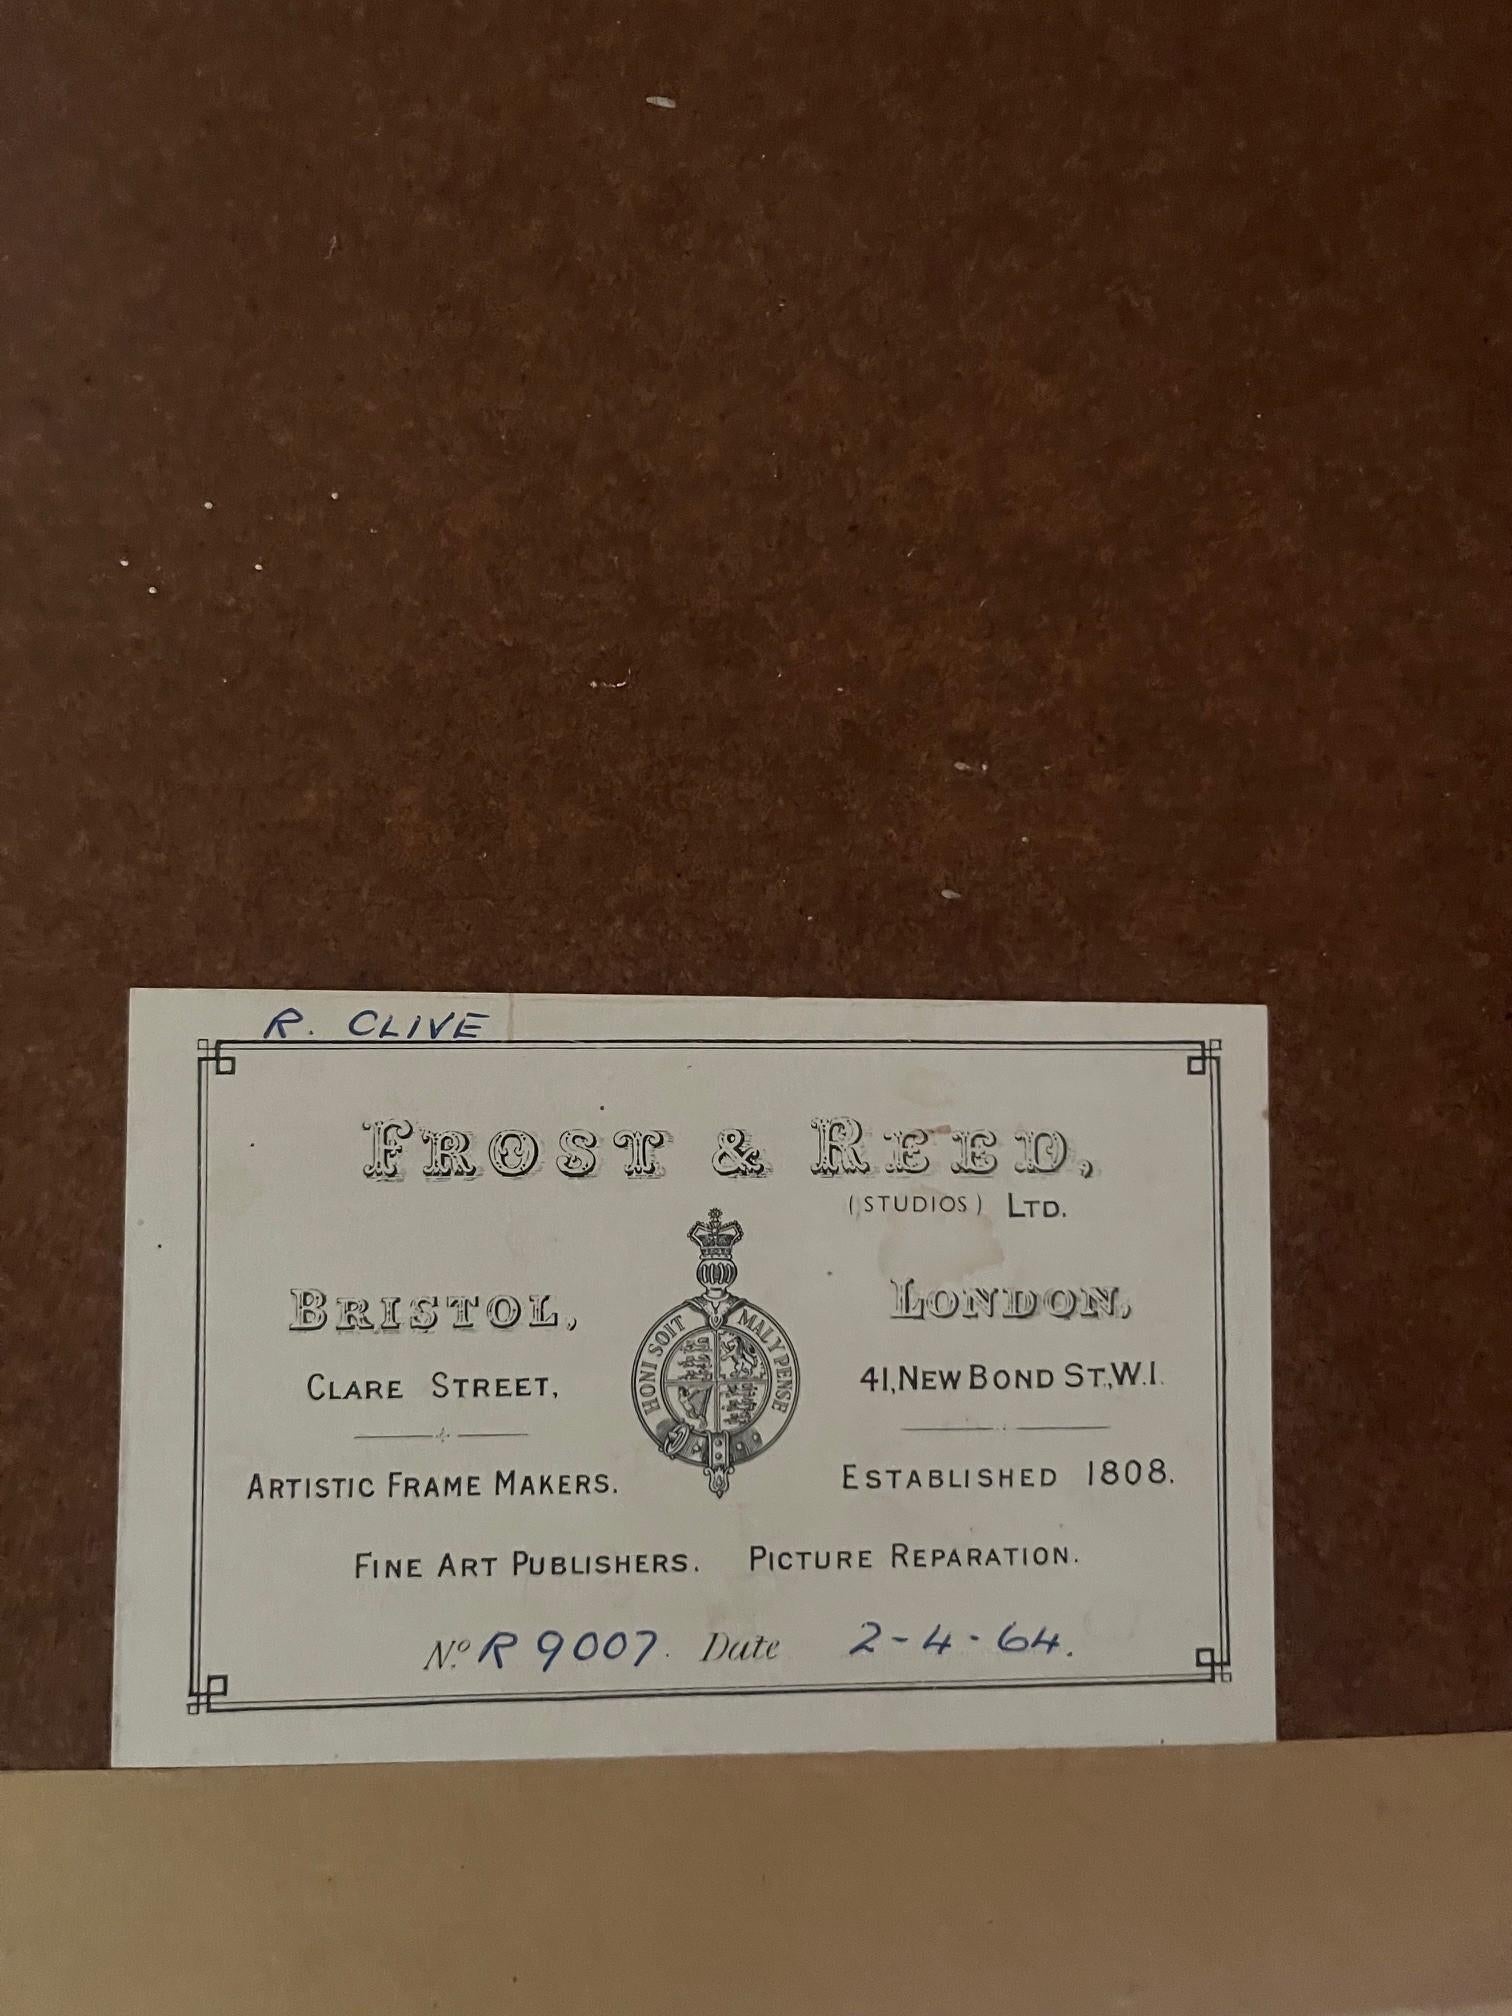 R. CLIVE
FROST & REED,
(STUDIOS) LTD.
BRISTOL,
LONDON,
HONI SOIT MAL Y PENSE
CLARE STREET,
41, NEW BOND ST., W.1.
ARTISTIC FRAME MAKERS.
ESTABLISHED 1808.
FINE ART PUBLISHERS. PICTURE REPARATION.
No. R 9007. Date 2-4-64.